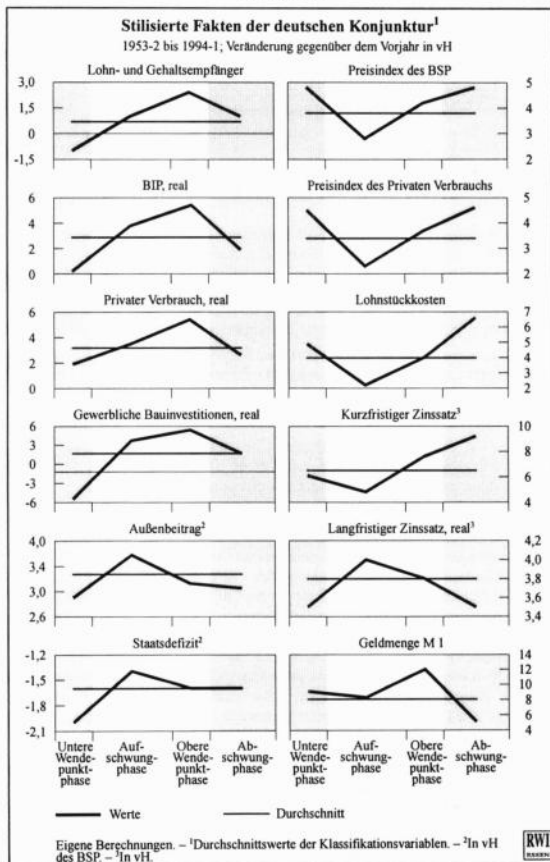 Stilisierte Fakten der deutschen Konjunktur¹
1953-2 bis 1994-1; Veränderung gegenüber dem Vorjahr in vH
Lohn- und Gehaltsempfänger
3,0
1,5
0
-1,5
Preisindex des BSP
5
4
3
2
BIP, real
6
4
2
0
Preisindex des Privaten Verbrauchs
5
4
3
2
Privater Verbrauch, real
6
4
2
0
Lohnstückkosten
7
6
5
4
3
2
Gewerbliche Bauinvestitionen, real
6
3
0
-3
-6
Kurzfristiger Zinssatz³
10
8
6
4
Außenbeitrag²
4,0
3,4
3,0
2,6
Langfristiger Zinssatz, real³
4,2
4,0
3,8
3,6
3,4
Staatsdefizit²
-1,2
-1,5
-1,8
-2,1
Geldmenge M 1
14
12
10
8
6
4
Untere
Wende-
punkt-
phase
Auf-
schwung-
phase
Obere
Wende-
punkt-
phase
Ab-
schwung-
phase
Untere
Wende-
punkt-
phase
Auf-
schwung-
phase
Obere
Wende-
punkt-
phase
Ab-
schwung-
phase
Werte
Durchschnitt
Eigene Berechnungen. – ¹Durchschnittswerte der Klassifikationsvariablen. – ²In vH
des BSP. – ³In vH.
RWI
ESSEN